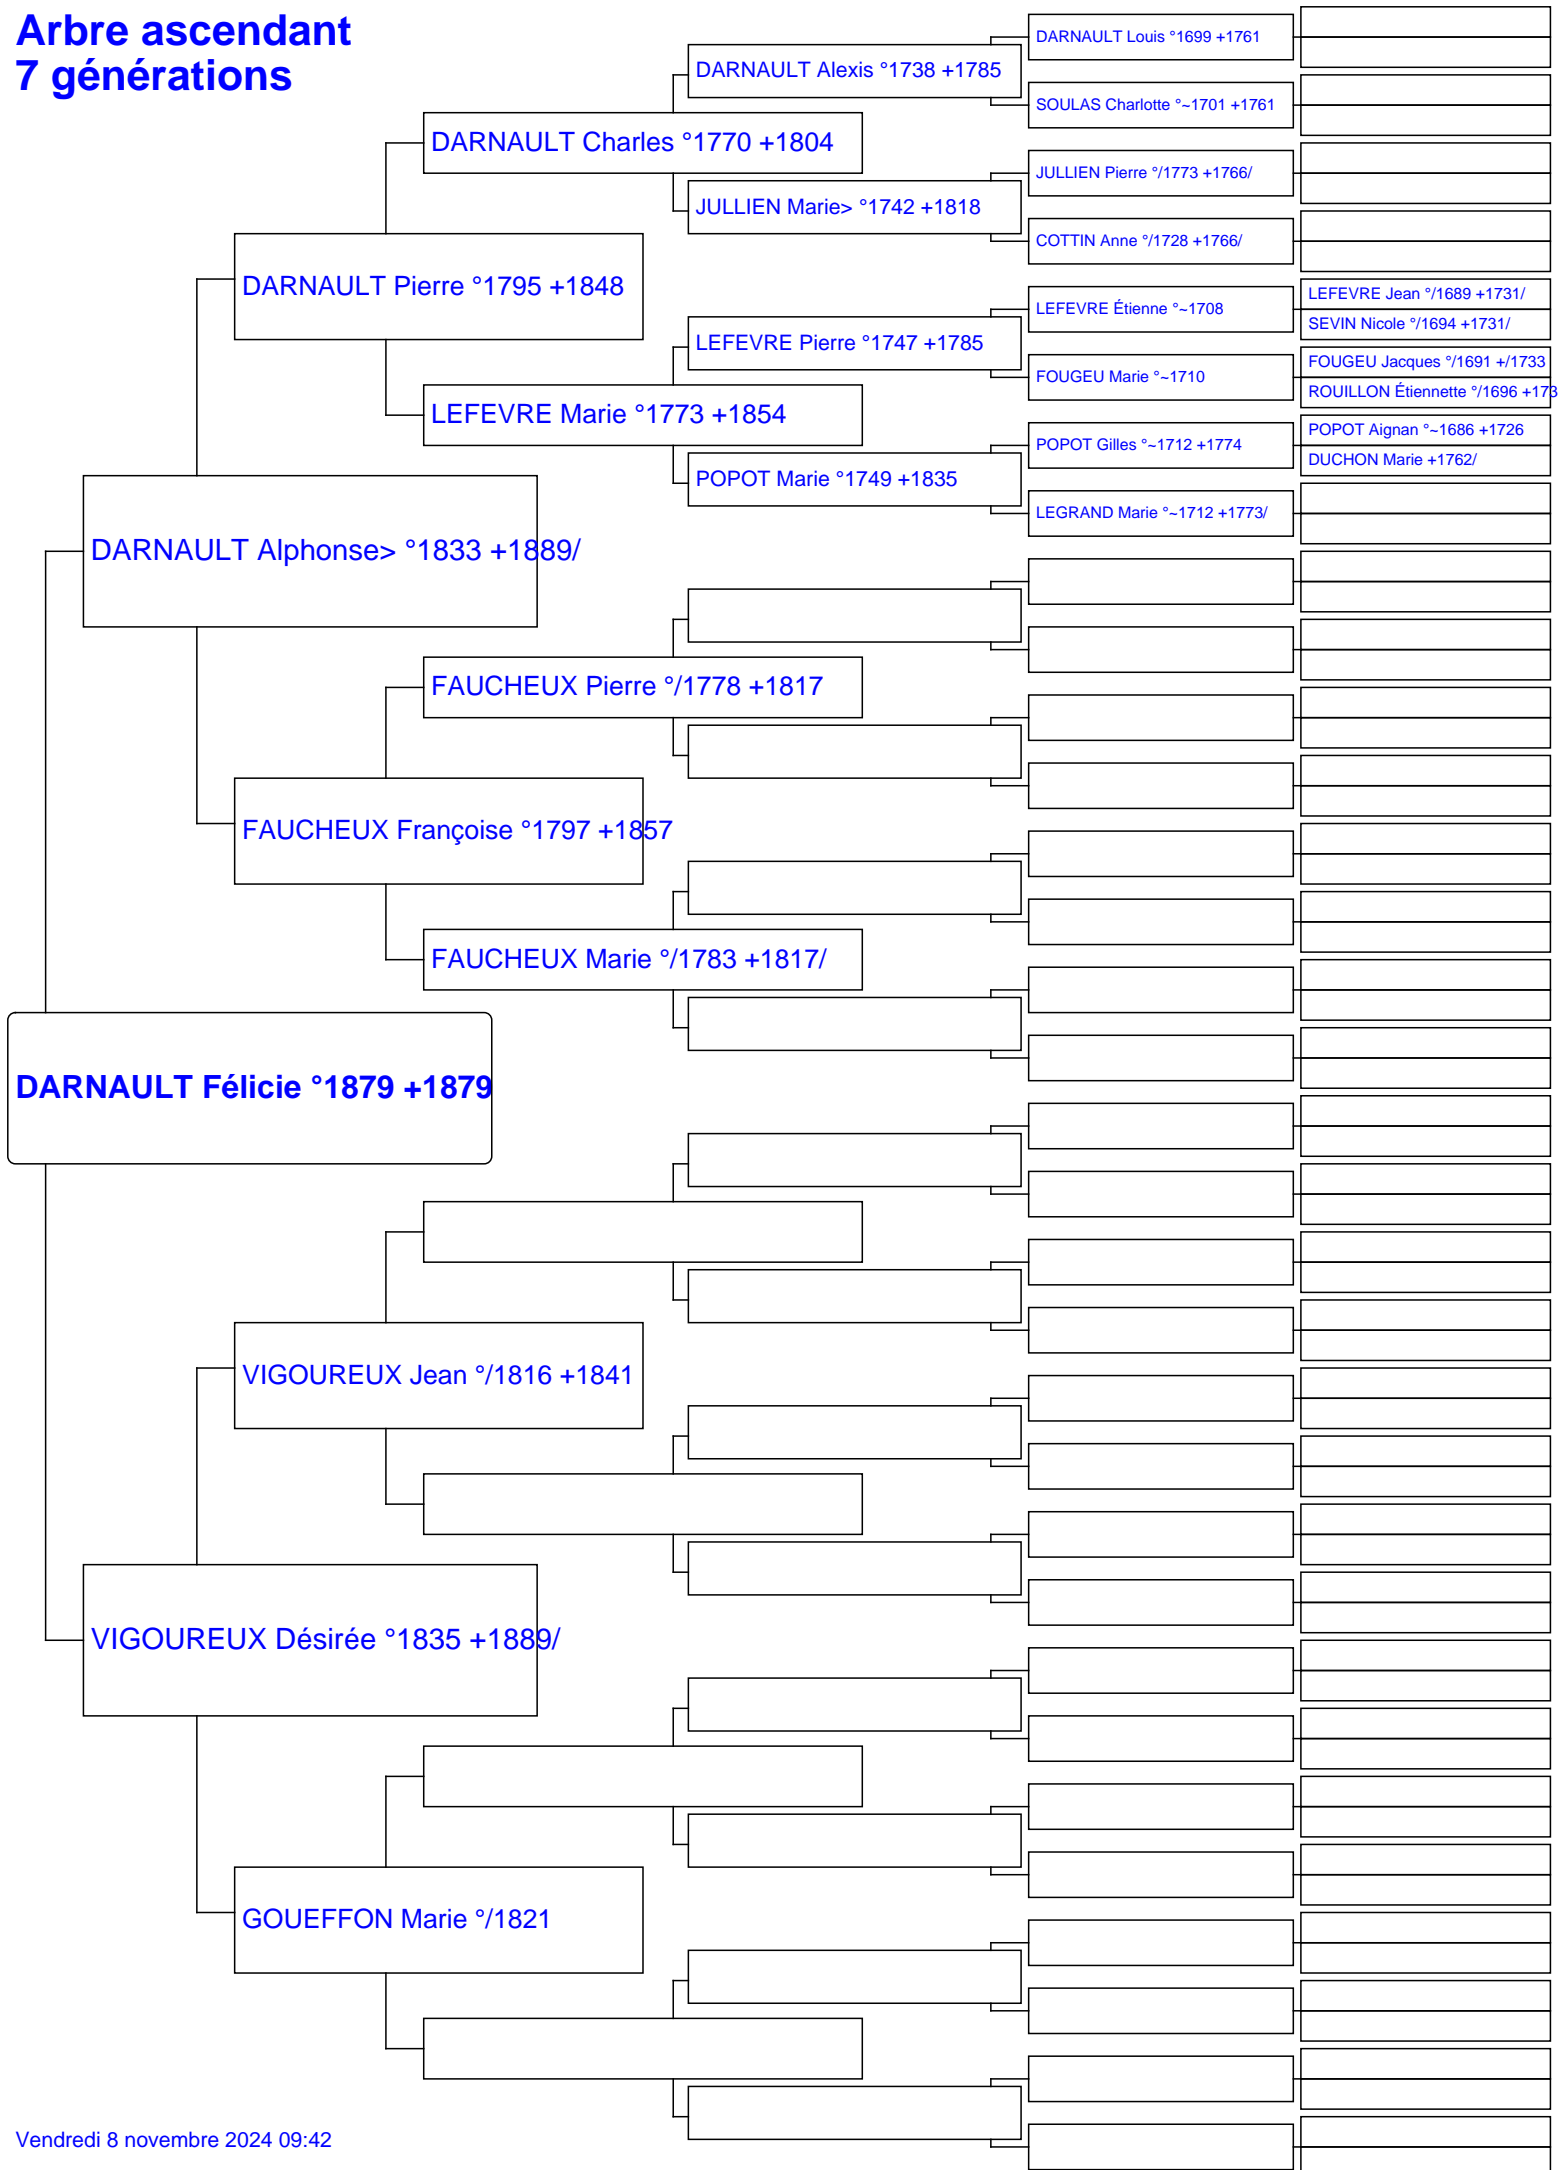 Arbre ascendant
7 générations
DARNAULT Louis °1699 +1761
DARNAULT Alexis °1738 +1785
SOULAS Charlotte °~1701 +1761
DARNAULT Charles °1770 +1804
JULLIEN Pierre °/1773 +1766/
JULLIEN Marie> °1742 +1818
COTTIN Anne °/1728 +1766/
DARNAULT Pierre °1795 +1848
LEFEVRE Jean °/1689 +1731/
LEFEVRE Étienne °~1708
SEVIN Nicole °/1694 +1731/
LEFEVRE Pierre °1747 +1785
FOUGEU Jacques °/1691 +/1733
FOUGEU Marie °~1710
ROUILLON Étiennette °/1696 +173
LEFEVRE Marie °1773 +1854
POPOT Aignan °~1686 +1726
POPOT Gilles °~1712 +1774
DUCHON Marie +1762/
POPOT Marie °1749 +1835
LEGRAND Marie °~1712 +1773/
DARNAULT Alphonse> °1833 +1889/
FAUCHEUX Pierre °/1778 +1817
FAUCHEUX Françoise °1797 +1857
FAUCHEUX Marie °/1783 +1817/
DARNAULT Félicie °1879 +1879
VIGOUREUX Jean °/1816 +1841
VIGOUREUX Désirée °1835 +1889/
GOUEFFON Marie °/1821
Vendredi 8 novembre 2024 09:42